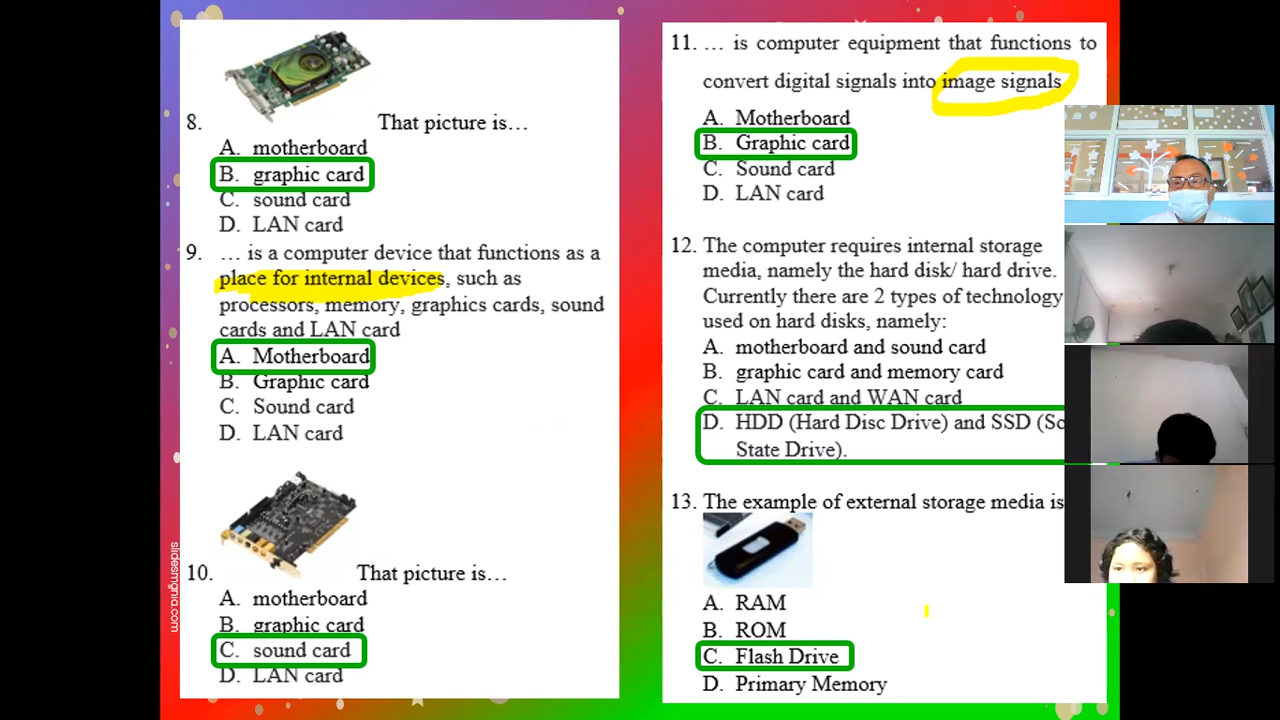 8. That picture is…
A. motherboard
B. graphic card
C. sound card
D. LAN card
9. … is a computer device that functions as a
place for internal devices, such as
processors, memory, graphics cards, sound
cards and LAN card
A. Motherboard
B. Graphic card
C. Sound card
D. LAN card
10. That picture is…
A. motherboard
B. graphic card
C. sound card
D. LAN card
slidesmania.com
11. … is computer equipment that functions to
convert digital signals into image signals
A. Motherboard
B. Graphic card
C. Sound card
D. LAN card
12. The computer requires internal storage
media, namely the hard disk/ hard drive.
Currently there are 2 types of technology
used on hard disks, namely:
A. motherboard and sound card
B. graphic card and memory card
C. LAN card and WAN card
D. HDD (Hard Disc Drive) and SSD
State Drive).
13. The example of external storage media is
A. RAM
B. ROM
C. Flash Drive
D. Primary Memory